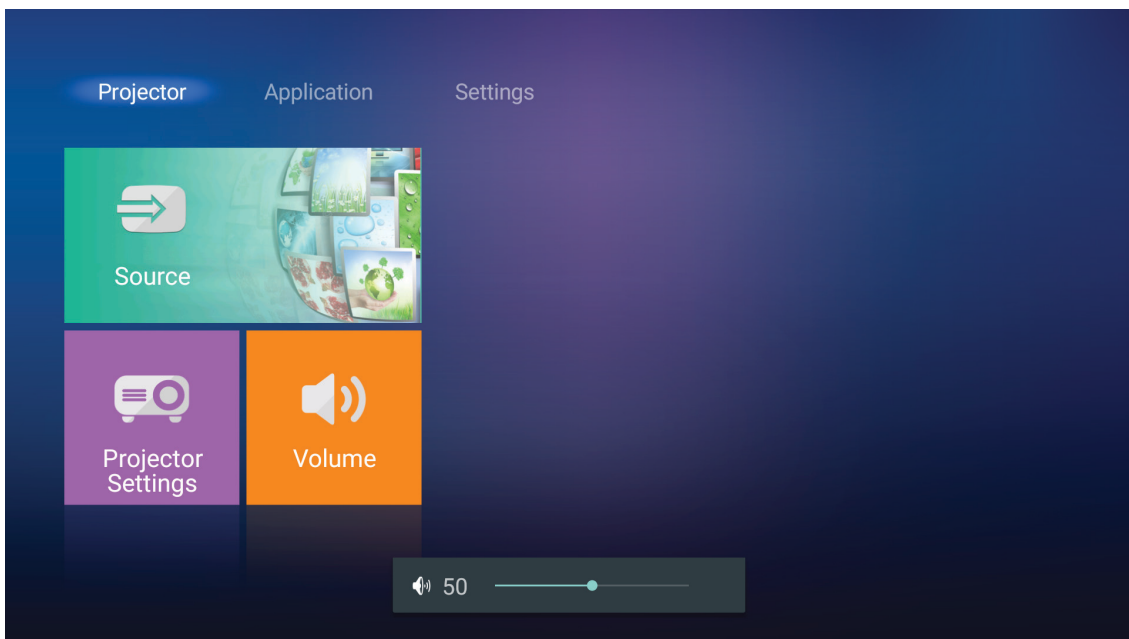 Projector Application Settings
Source
Projector
Settings
Volume
50